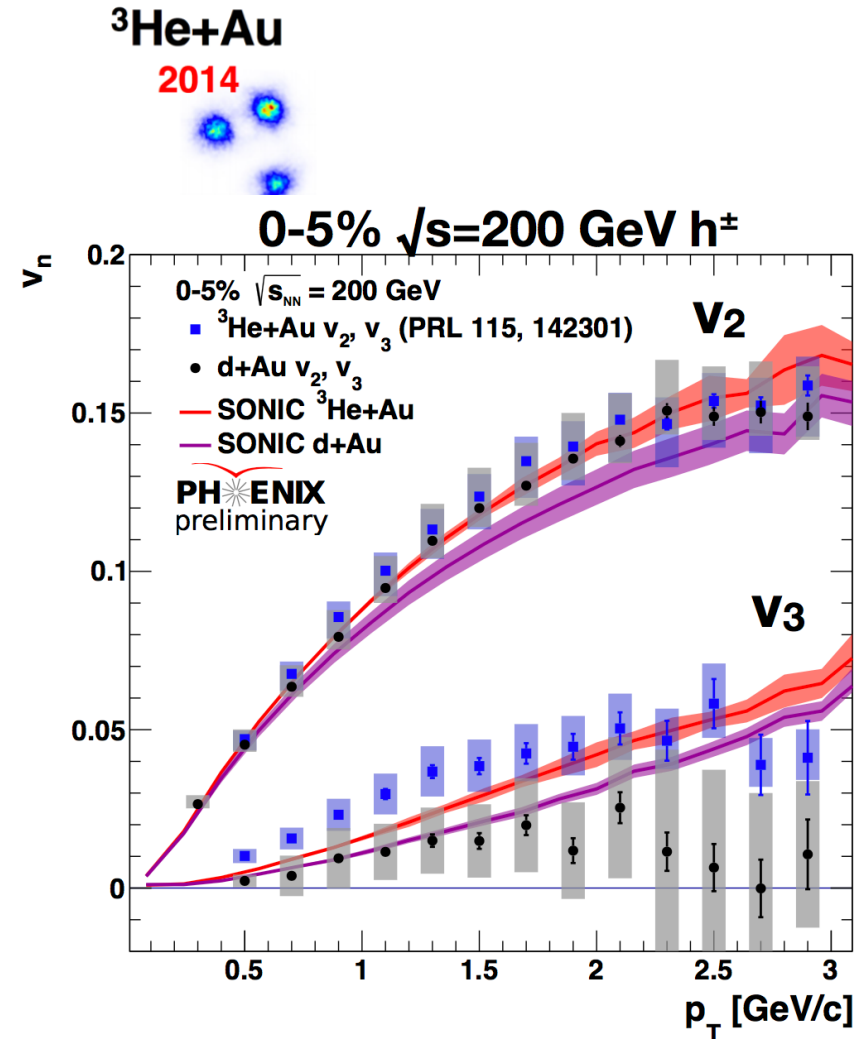 ³He+Au
2014
0-5% √s=200 GeV h±
vₙ
0-5% √sNN = 200 GeV
³He+Au v₂, v₃ (PRL 115, 142301)
d+Au v₂, v₃
SONIC ³He+Au
SONIC d+Au
PHENIX
preliminary
v₂
v₃
0.2
0.15
0.1
0.05
0
0.5 1 1.5 2 2.5 3
pT [GeV/c]